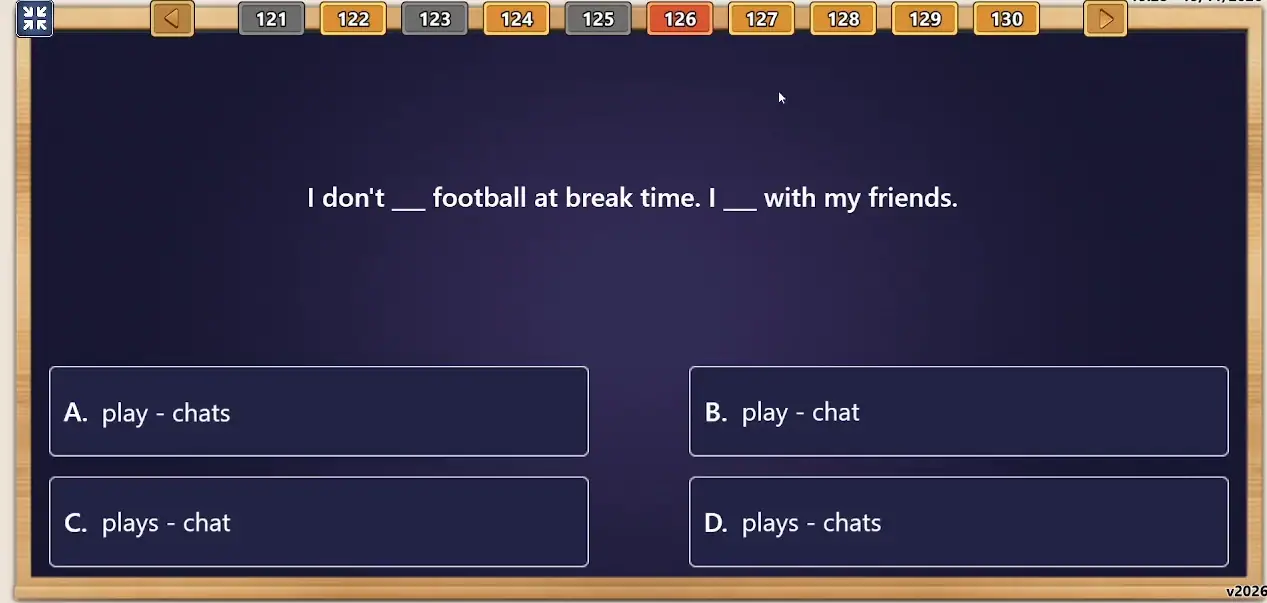 121 122 123 124 125 126 127 128 129 130
I don't ___ football at break time. I ___ with my friends.
A. play - chats
B. play - chat
C. plays - chat
D. plays - chats
v2026